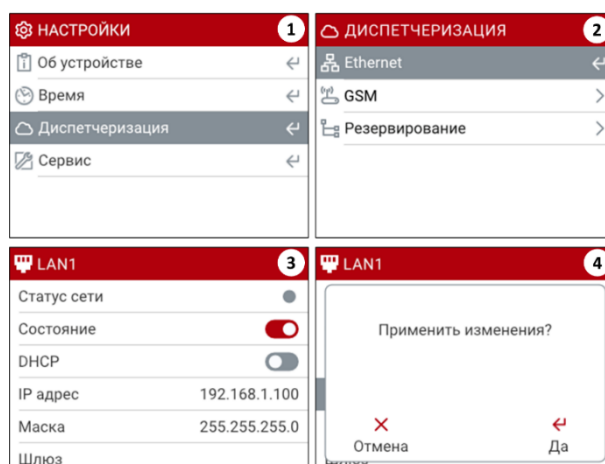 НАСТРОЙКИ
1
Об устройстве
Время
Диспетчеризация
Сервис
ДИСПЕТЧЕРИЗАЦИЯ
2
Ethernet
GSM
Резервирование
LAN1
3
Статус сети
Состояние
DHCP
IP адрес 192.168.1.100
Маска 255.255.255.0
Шлюз
LAN1
4
Применить изменения?
Отмена Да
Шлюз